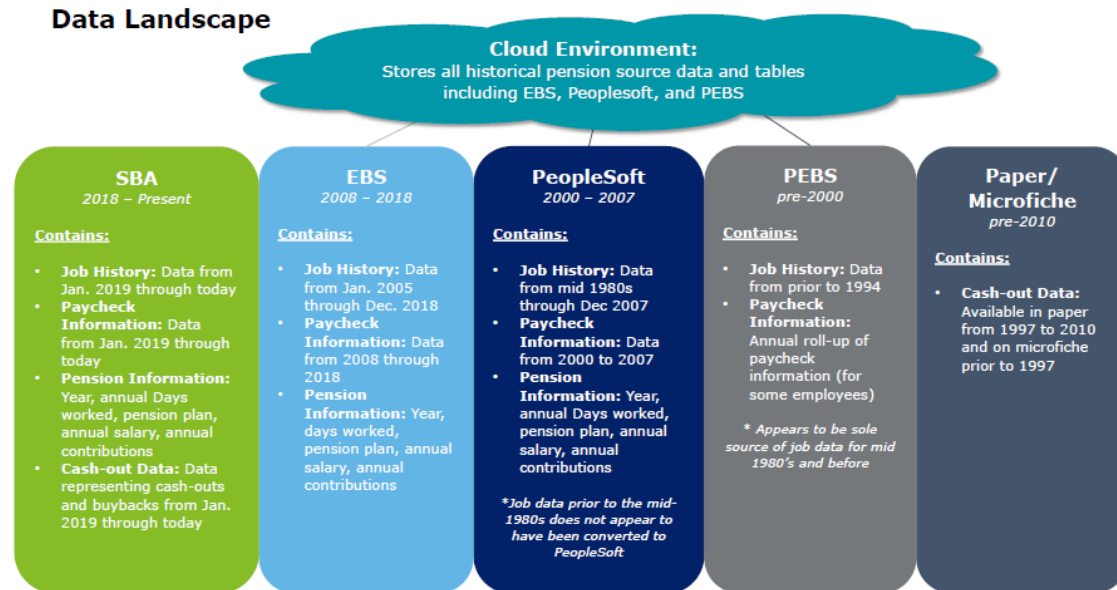 Data Landscape
Cloud Environment:
Stores all historical pension source data and tables
including EBS, Peoplesoft, and PEBS
SBA
2018 – Present
Contains:
• Job History: Data from
Jan. 2019 through today
• Paycheck
Information: Data
from Jan. 2019 through
today
• Pension Information:
Year, annual Days
worked, pension plan,
annual salary, annual
contributions
• Cash-out Data: Data
representing cash-outs
and buybacks from Jan.
2019 through today
EBS
2008 – 2018
Contains:
• Job History: Data
from Jan. 2005
through Dec. 2018
• Paycheck
Information: Data
from 2008 through
2018
• Pension
Information: Year,
days worked,
pension plan, annual
salary, annual
contributions
PeopleSoft
2000 – 2007
Contains:
• Job History: Data
from mid 1980s
through Dec 2007
• Paycheck
Information: Data
from 2000 to 2007
• Pension
Information: Year,
annual Days worked,
pension plan, annual
salary, annual
contributions
*Job data prior to the mid-
1980s does not appear to
have been converted to
PeopleSoft
PEBS
pre-2000
Contains:
• Job History: Data
from prior to 1994
• Paycheck
Information:
Annual roll-up of
paycheck
information (for
some employees)
* Appears to be sole
source of job data for mid
1980's and before
Paper/
Microfiche
pre-2010
Contains:
• Cash-out Data:
Available in paper
from 1997 to 2010
and on microfiche
prior to 1997